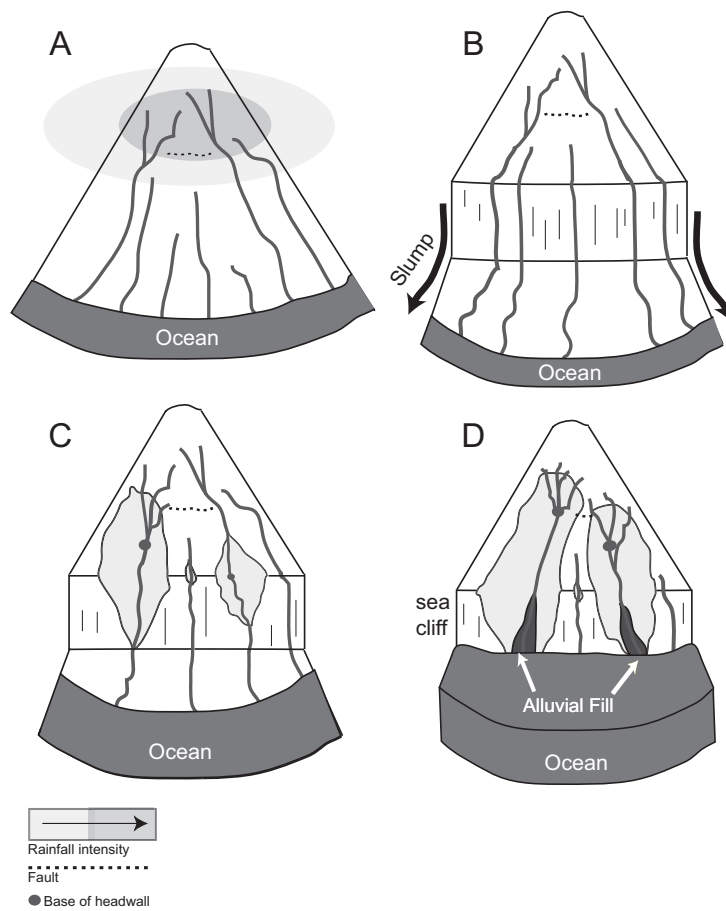 A
Ocean
B
Slump
Ocean
C
Ocean
D
sea
cliff
Alluvial Fill
Ocean
Rainfall intensity
Fault
Base of headwall